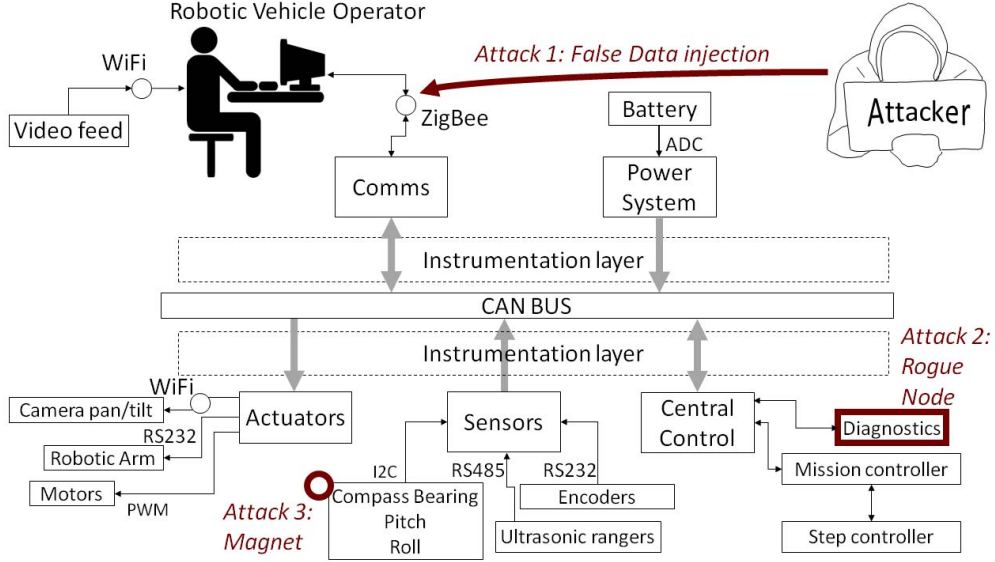 Robotic Vehicle Operator
Attack 1: False Data injection
WiFi
Video feed
ZigBee
Battery
Attacker
ADC
Comms
Power
System
Instrumentation layer
CAN BUS
Instrumentation layer
Attack 2:
Rogue
Node
WiFi
Camera pan/tilt
Actuators
Sensors
Central
Control
Diagnostics
RS232
Robotic Arm
I2C
RS485
RS232
Mission controller
Motors
PWM
Compass Bearing
Pitch
Roll
Encoders
Attack 3:
Magnet
Ultrasonic rangers
Step controller